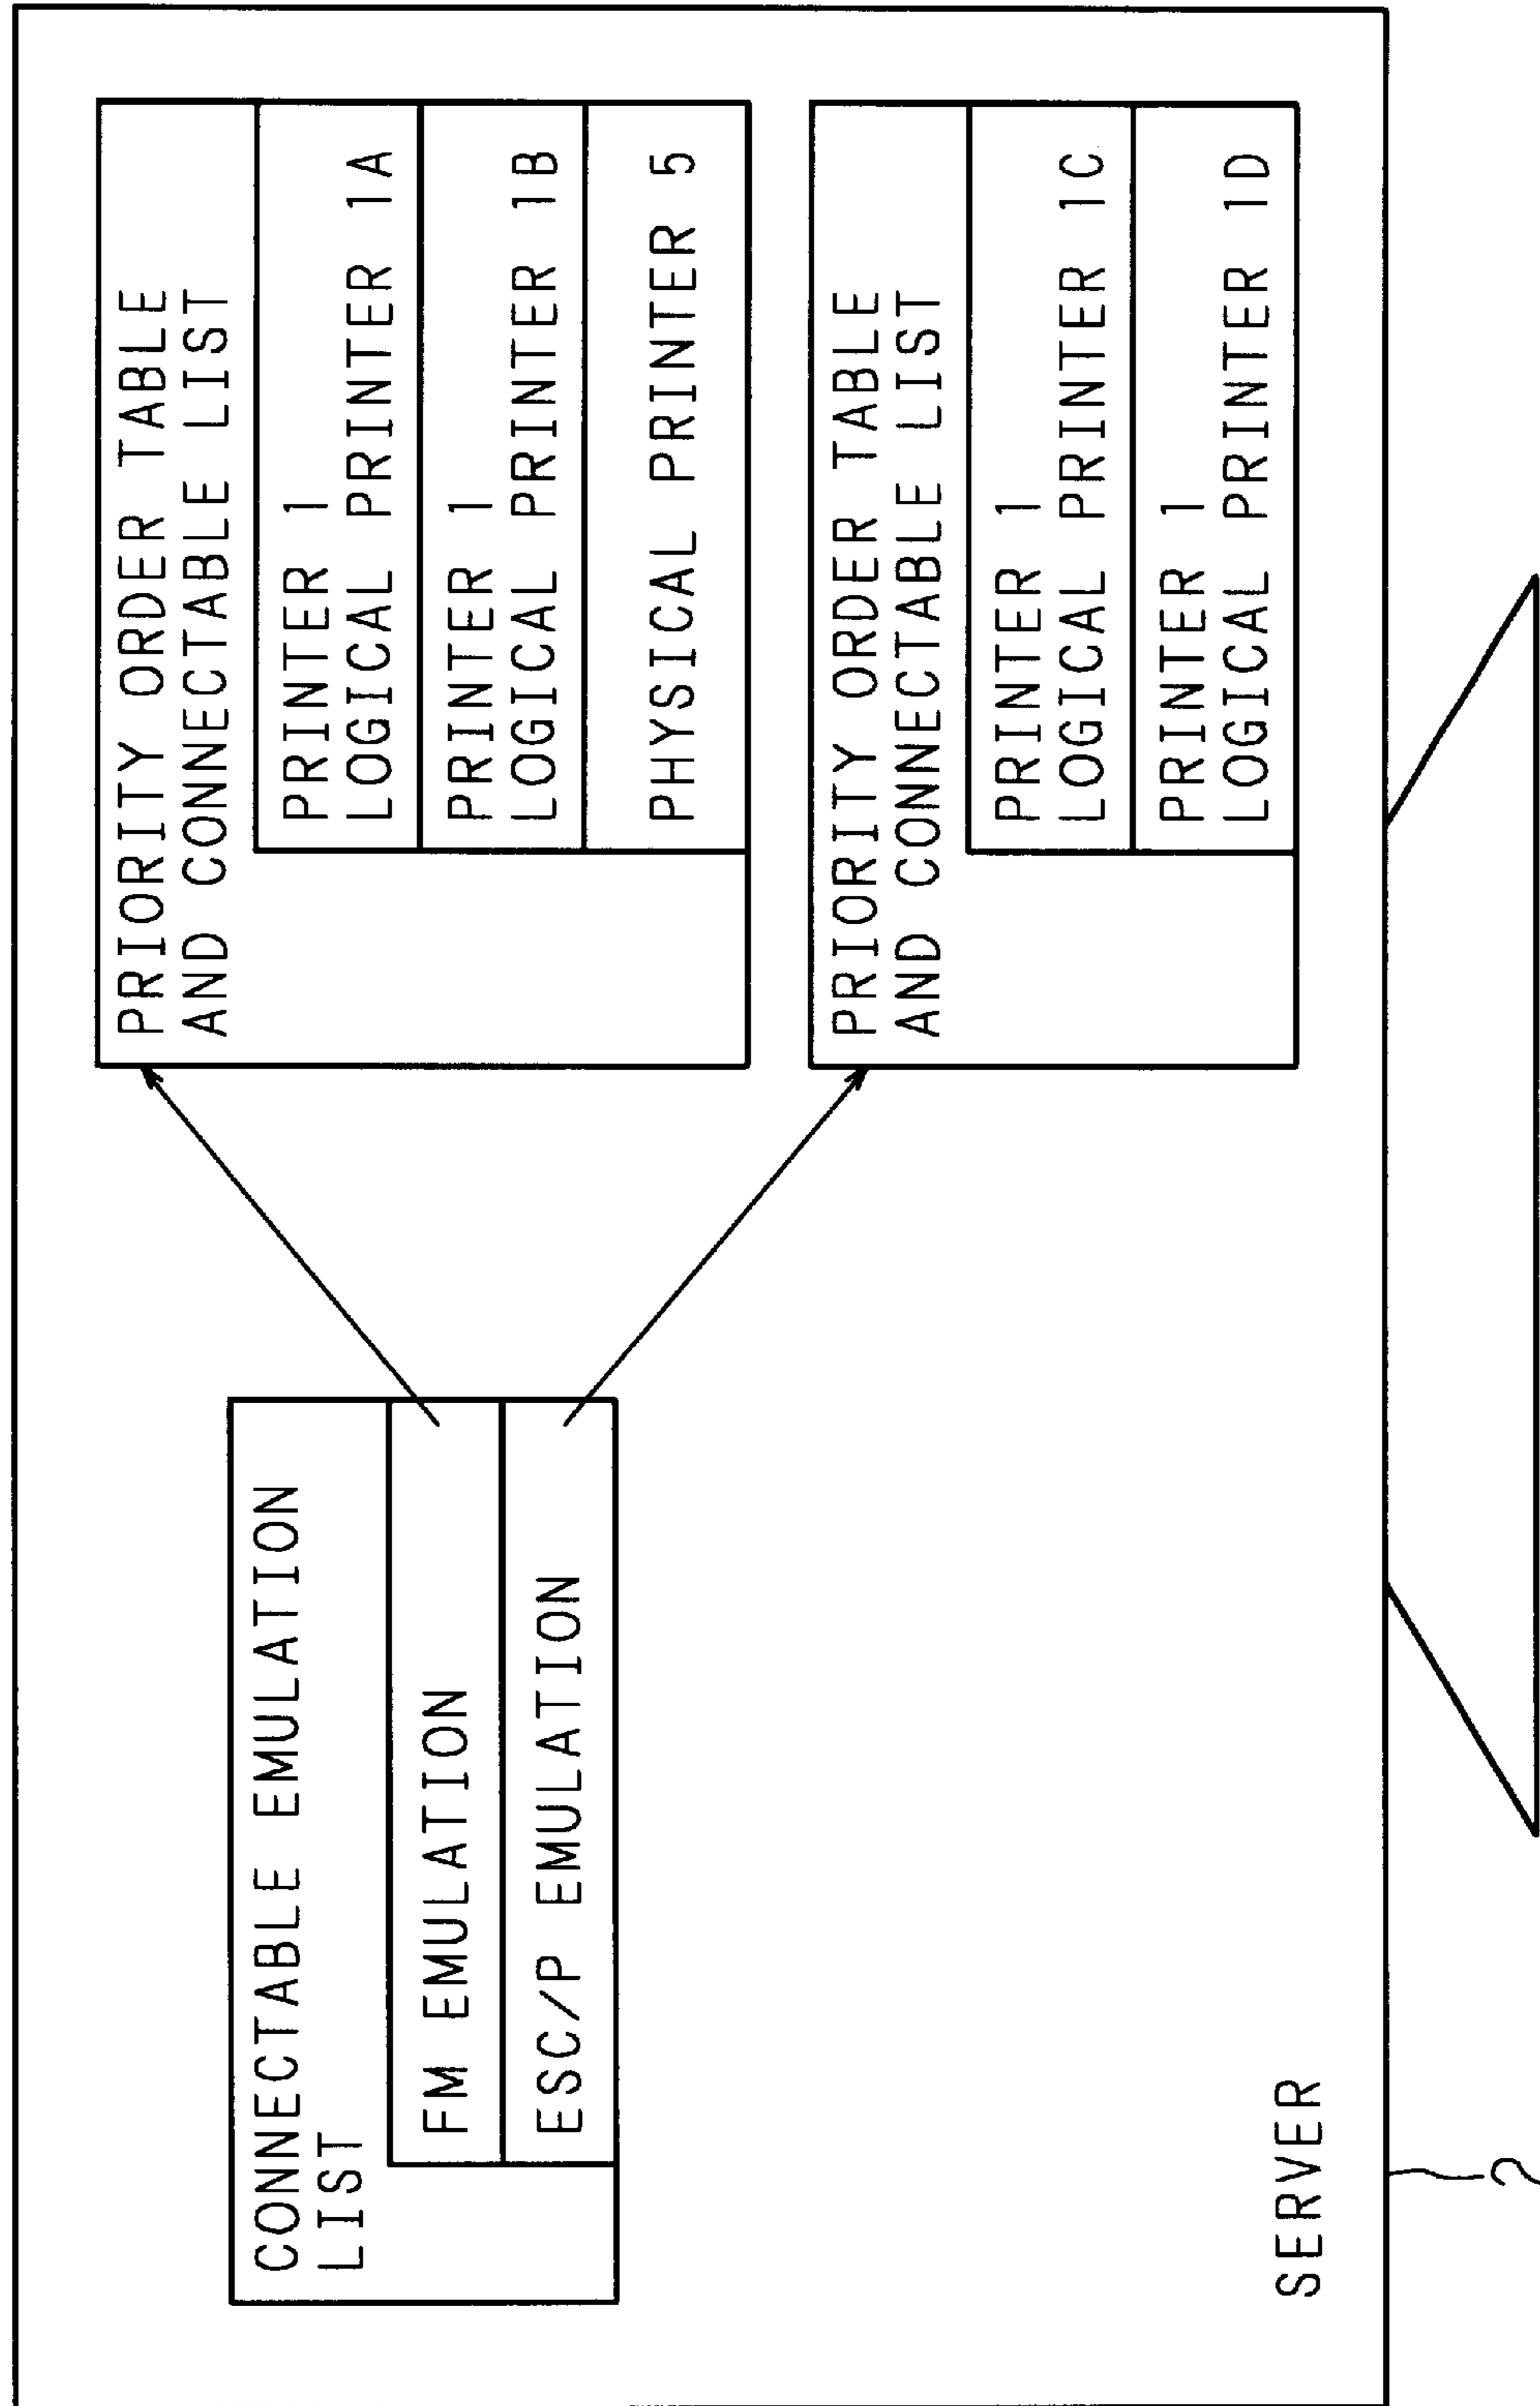 CONNECTABLE EMULATION
LIST
FM EMULATION
ESC/P EMULATION
PRIORITY ORDER TABLE
AND CONNECTABLE LIST
PRINTER 1
LOGICAL PRINTER 1A
PRINTER 1
LOGICAL PRINTER 1B
PHYSICAL PRINTER 5
PRIORITY ORDER TABLE
AND CONNECTABLE LIST
PRINTER 1
LOGICAL PRINTER 1C
PRINTER 1
LOGICAL PRINTER 1D
SERVER
2